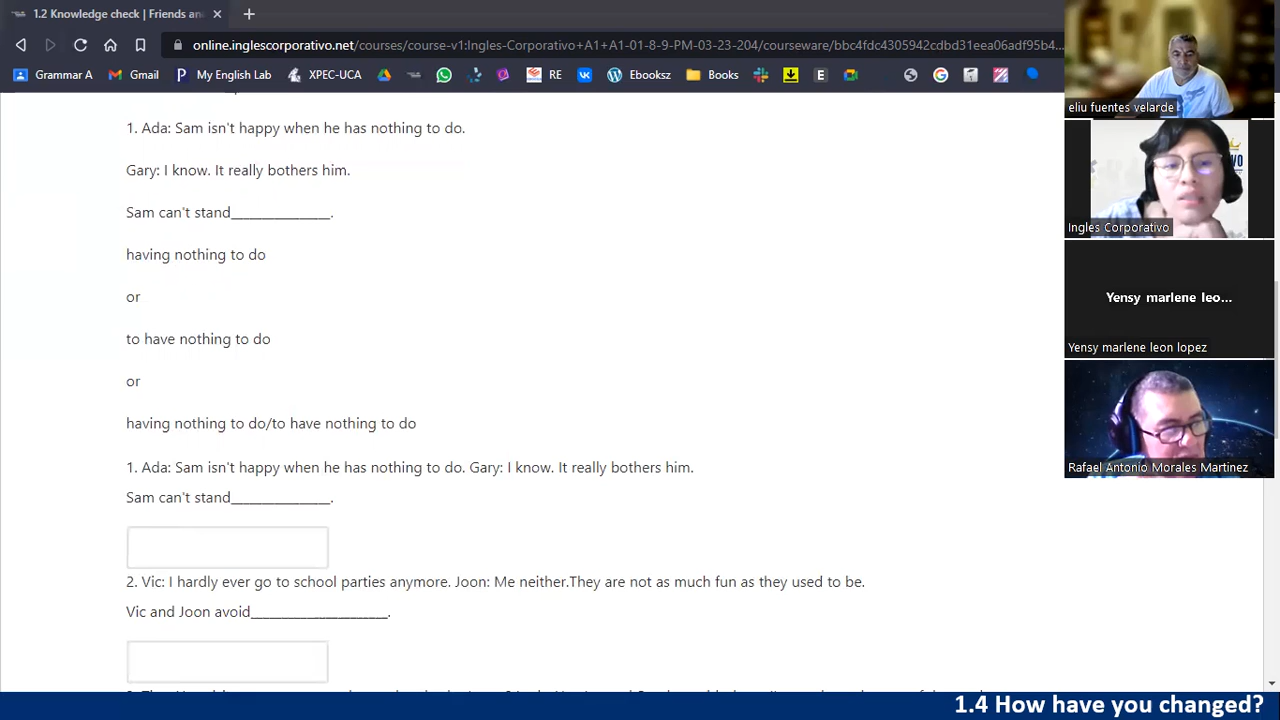 1.2 Knowledge check | Friends an
online.inglescorporativo.net/courses/course-v1:Ingles-Corporativo+A1+A1-01-8-9-PM-03-23-204/courseware/bbc4fdc4305942cdbd31eea06adf95b4...
Grammar A Gmail My English Lab XPEC-UCA RE WordPress Ebooksz Books
1. Ada: Sam isn't happy when he has nothing to do.
Gary: I know. It really bothers him.
Sam can't stand________________.
having nothing to do
or
to have nothing to do
or
having nothing to do/to have nothing to do
1. Ada: Sam isn't happy when he has nothing to do. Gary: I know. It really bothers him.
Sam can't stand________________.
2. Vic: I hardly ever go to school parties anymore. Joon: Me neither.They are not as much fun as they used to be.
Vic and Joon avoid______________________.
eliu fuentes velarde
Ingles Corporativo
Yensy marlene leo...
Yensy marlene leon lopez
Rafael Antonio Morales Martinez
1.4 How have you changed?